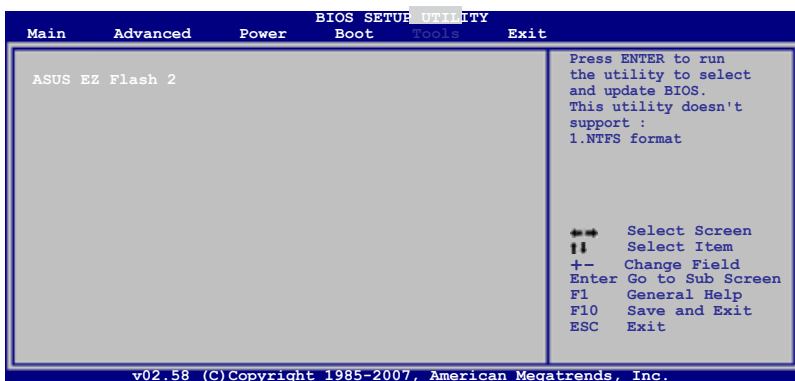 BIOS SETUP UTILITY
Main Advanced Power Boot Tools Exit
ASUS EZ Flash 2
Press ENTER to run
the utility to select
and update BIOS.
This utility doesn't
support :
1.NTFS format
←→ Select Screen
↑↓ Select Item
+- Change Field
Enter Go to Sub Screen
F1 General Help
F10 Save and Exit
ESC Exit
v02.58 (C)Copyright 1985-2007, American Megatrends, Inc.